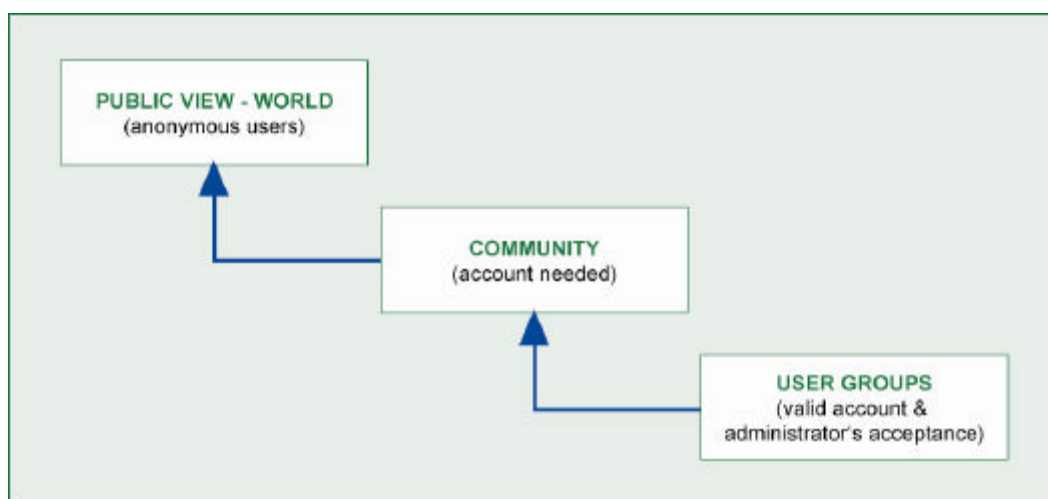 PUBLIC VIEW - WORLD
(anonymous users)
COMMUNITY
(account needed)
USER GROUPS
(valid account &
administrator's acceptance)